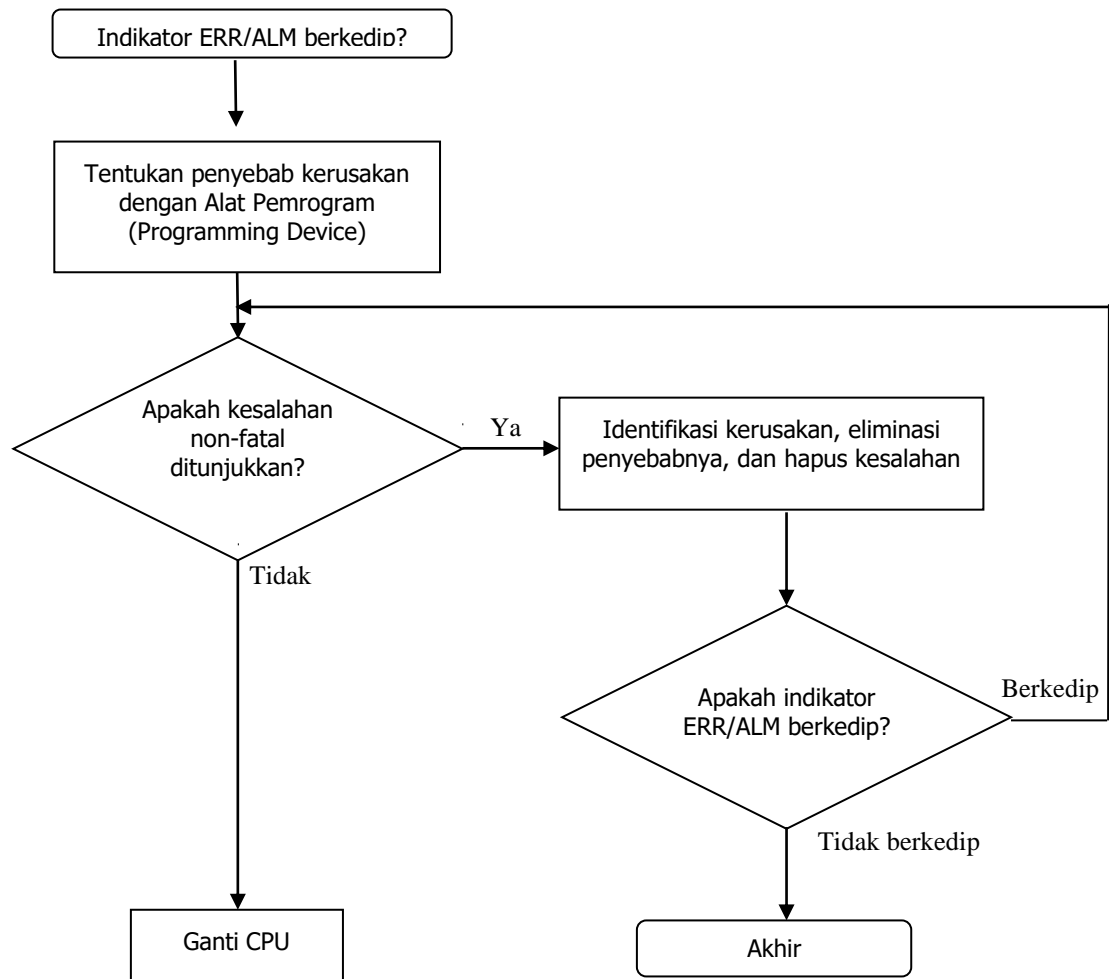 Indikator ERR/ALM berkedip?
Tentukan penyebab kerusakan
dengan Alat Pemrogram
(Programming Device)
Apakah kesalahan
non-fatal
ditunjukkan?
Ya
Identifikasi kerusakan, eliminasi
penyebabnya, dan hapus kesalahan
Tidak
Apakah indikator
ERR/ALM berkedip?
Berkedip
Tidak berkedip
Ganti CPU
Akhir